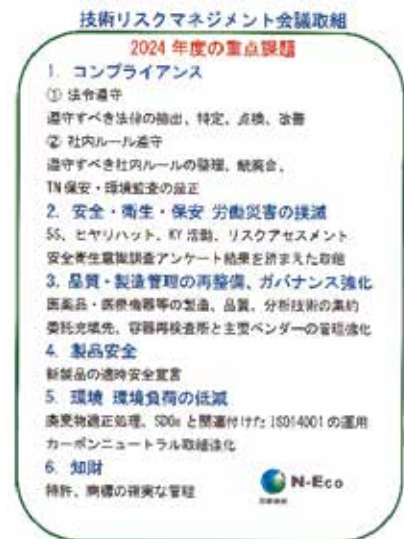 技術リスクマネジメント会議取組
2024 年度の重点課題
1. コンプライアンス
① 法令遵守
遵守すべき法律の抽出、特定、点検、改善
② 社内ルール遵守
遵守すべき社内ルールの整理、統廃合、
TN 保安・環境監査の是正
2. 安全・衛生・保安 労働災害の撲滅
5S、ヒヤリハット、KY 活動、リスクアセスメント
安全衛生意識調査アンケート結果を踏まえた取組
3. 品質・製造管理の再整備、ガバナンス強化
医薬品・医療機器等の製造、品質、分析技術の集約
委託充填先、容器再検査所と主要ベンダーの管理強化
4. 製品安全
新製品の適時安全宣言
5. 環境 環境負荷の低減
廃棄物適正処理、SDGs と関連付けた ISO14001 の運用
カーボンニュートラル取組強化
6. 知財
特許、商標の確実な管理
N-Eco